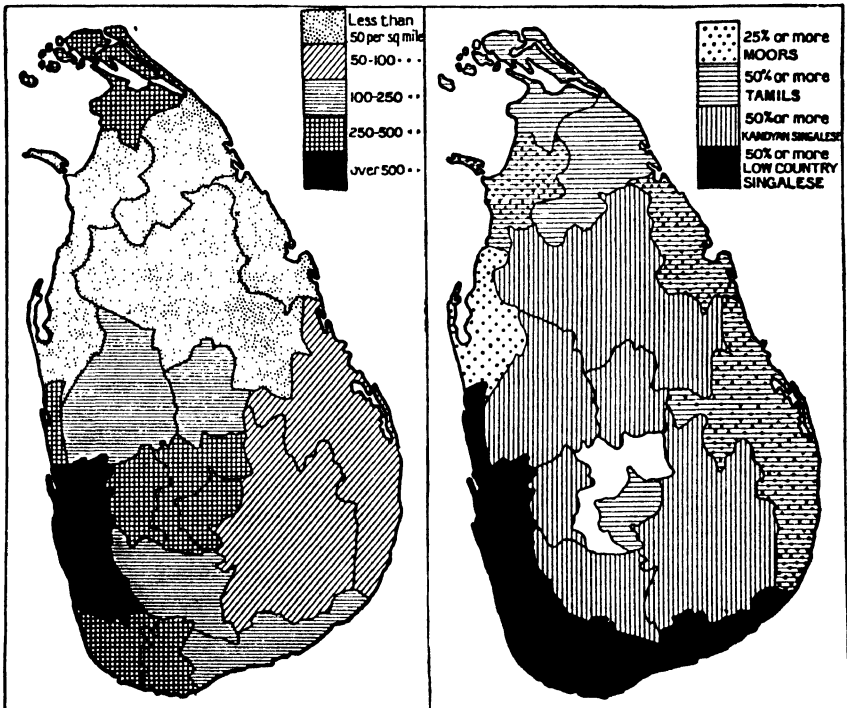 Less than
50 per sq mile
50-100 • • •
100-250 • • •
250-500 • •
over 500 • •
25% or more
MOORS
50% or more
TAMILS
50% or more
KANDYAN SINGALESE
50% or more
LOW COUNTRY
SINGALESE